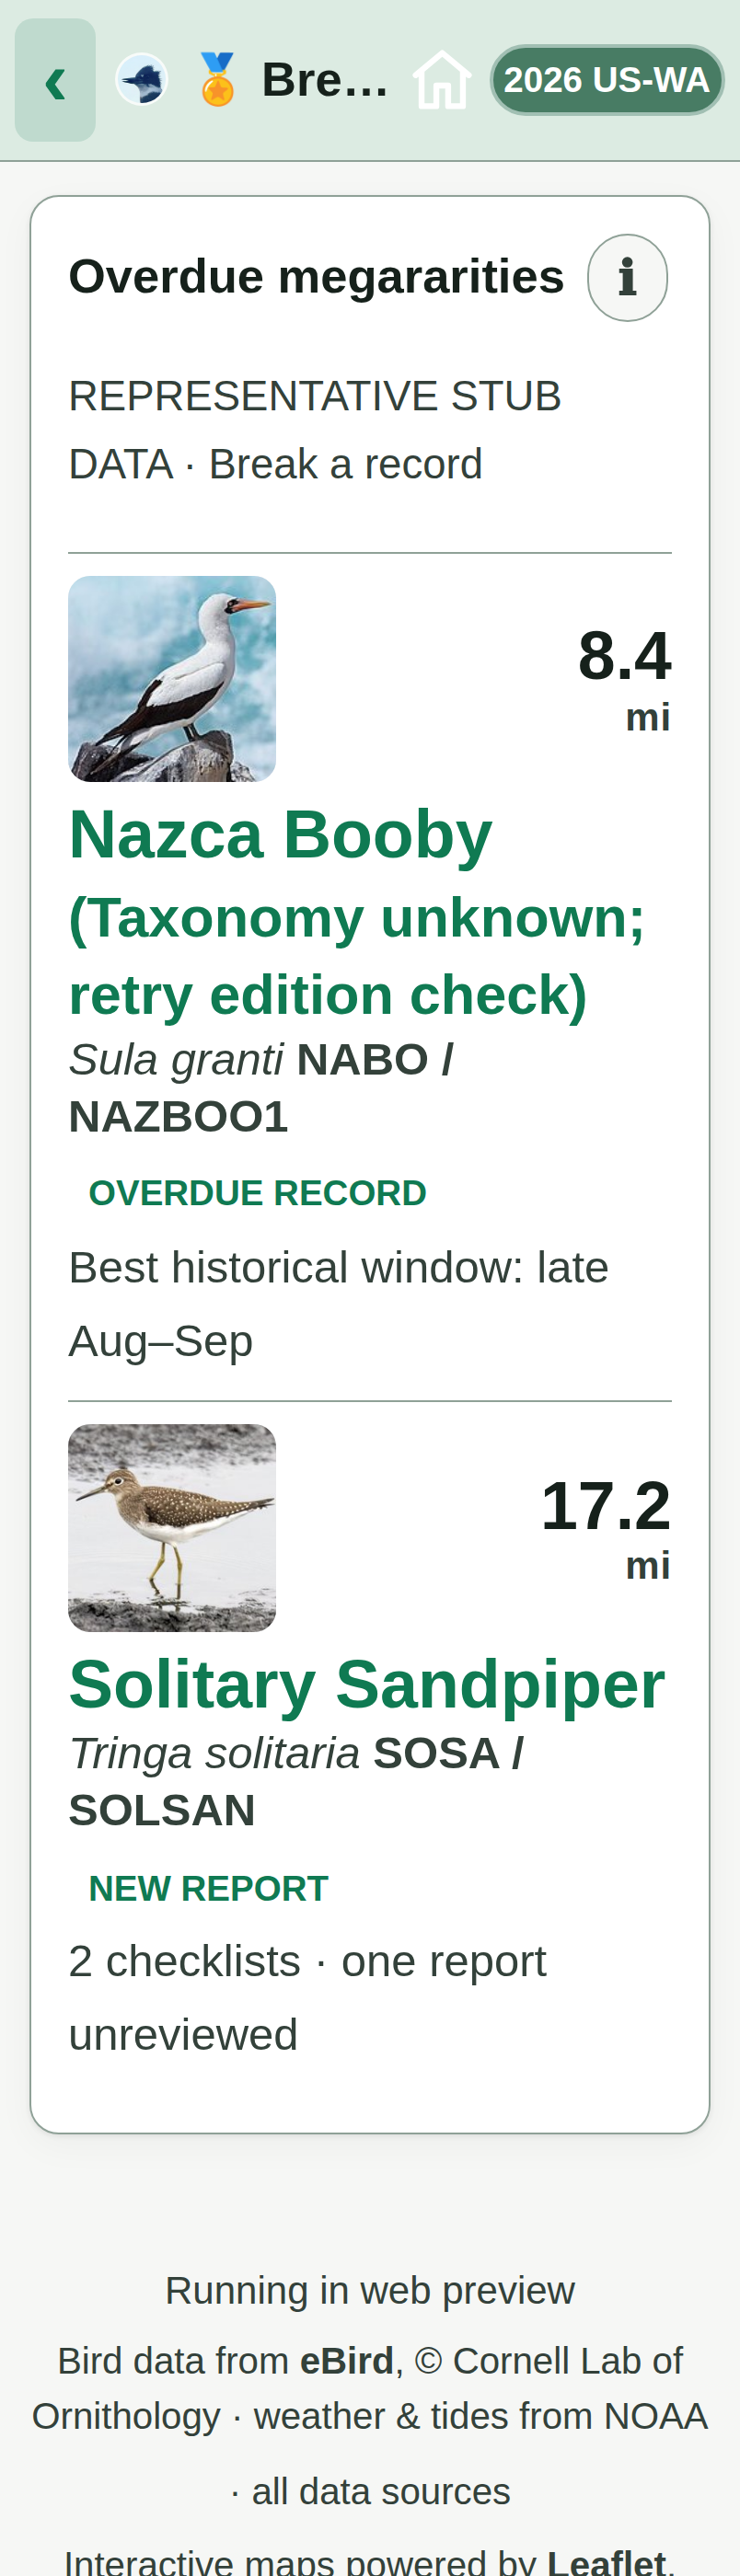 ‹ Bre… 2026 US-WA
Overdue megararities i
REPRESENTATIVE STUB
DATA · Break a record
8.4
mi
Nazca Booby
(Taxonomy unknown;
retry edition check)
Sula granti NABO /
NAZBOO1
OVERDUE RECORD
Best historical window: late
Aug–Sep
17.2
mi
Solitary Sandpiper
Tringa solitaria SOSA /
SOLSAN
NEW REPORT
2 checklists · one report
unreviewed
Running in web preview
Bird data from eBird, © Cornell Lab of
Ornithology · weather & tides from NOAA
· all data sources
Interactive maps powered by Leaflet,